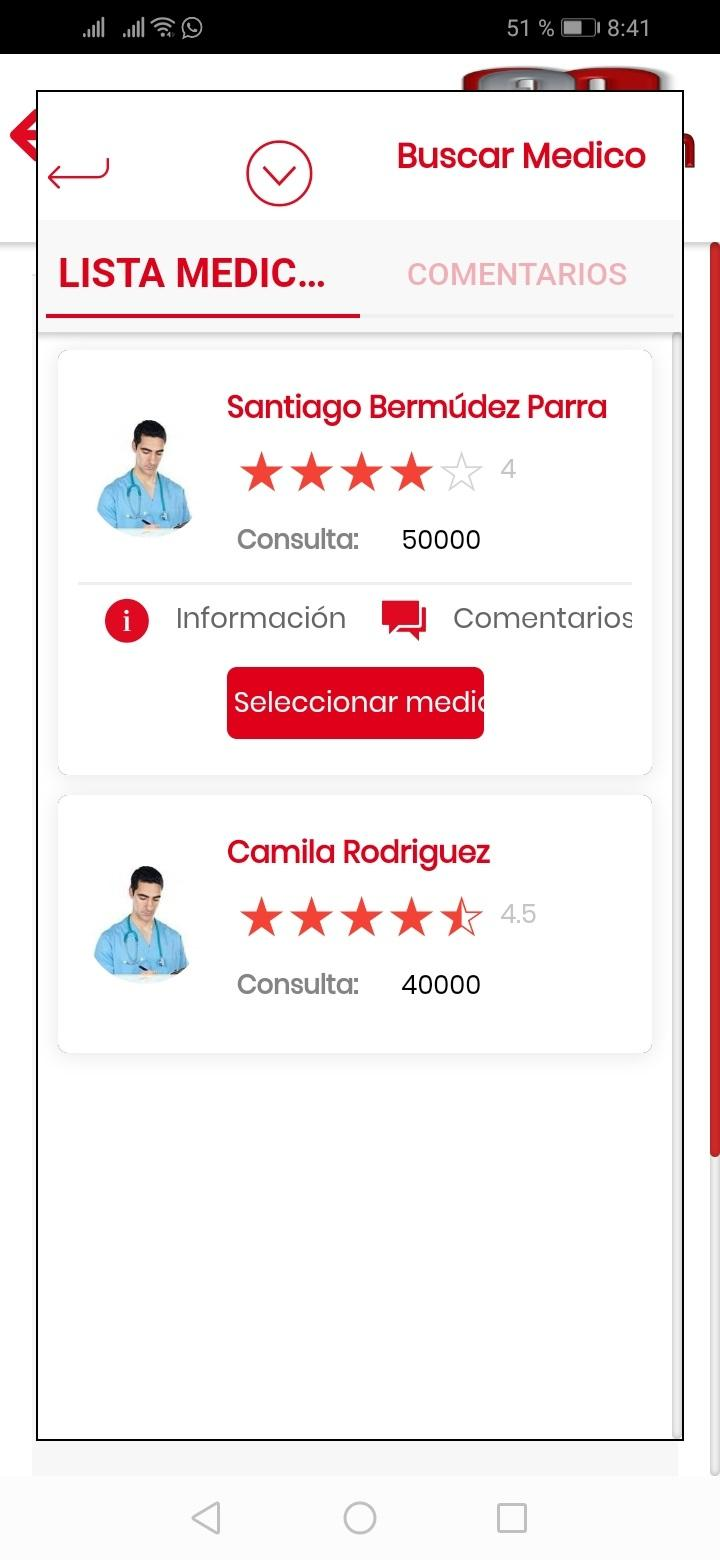 51 % 8:41
Buscar Medico
LISTA MEDIC... COMENTARIOS
Santiago Bermúdez Parra
4
Consulta: 50000
i Información Comentarios
Seleccionar medic
Camila Rodriguez
4.5
Consulta: 40000